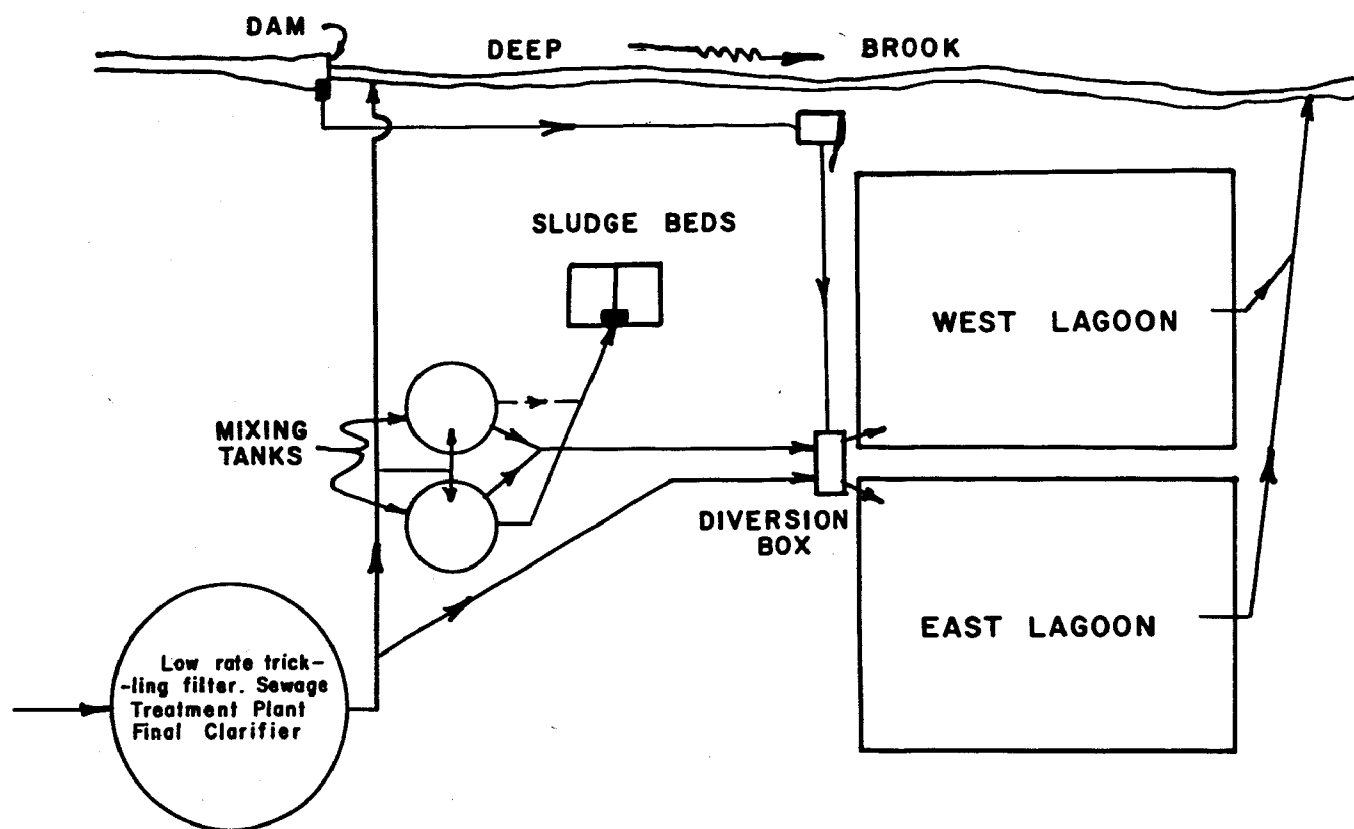 DAM
DEEP
BROOK
SLUDGE BEDS
WEST LAGOON
MIXING
TANKS
DIVERSION
BOX
EAST LAGOON
Low rate trick-
-ling filter. Sewage
Treatment Plant
Final Clarifier